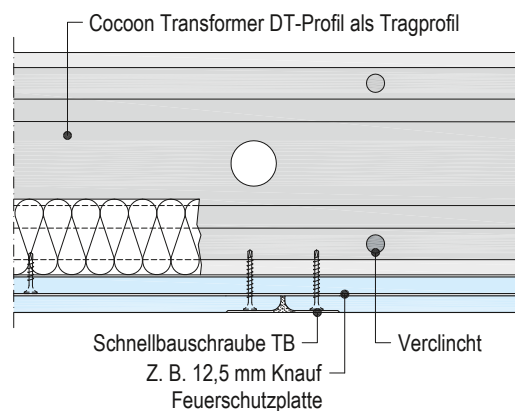 Cocoon Transformer DT-Profil als Tragprofil
Schnellbauschraube TB
Verclincht
Z. B. 12,5 mm Knauf
Feuerschutzplatte